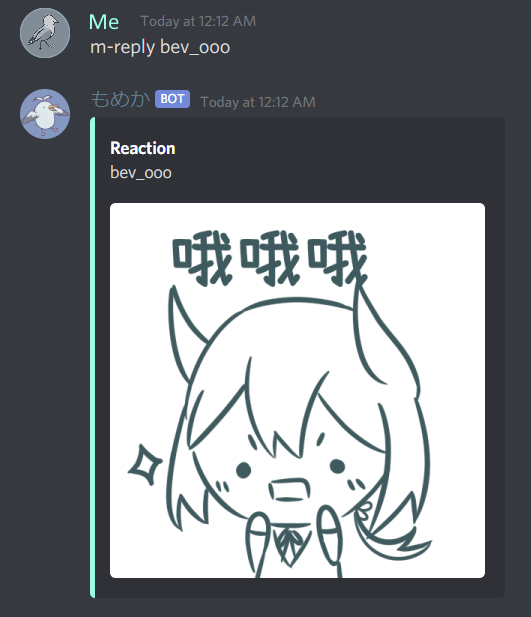 Me Today at 12:12 AM
m-reply bev_ooo
もめか BOT Today at 12:12 AM
Reaction
bev_ooo
哦哦哦